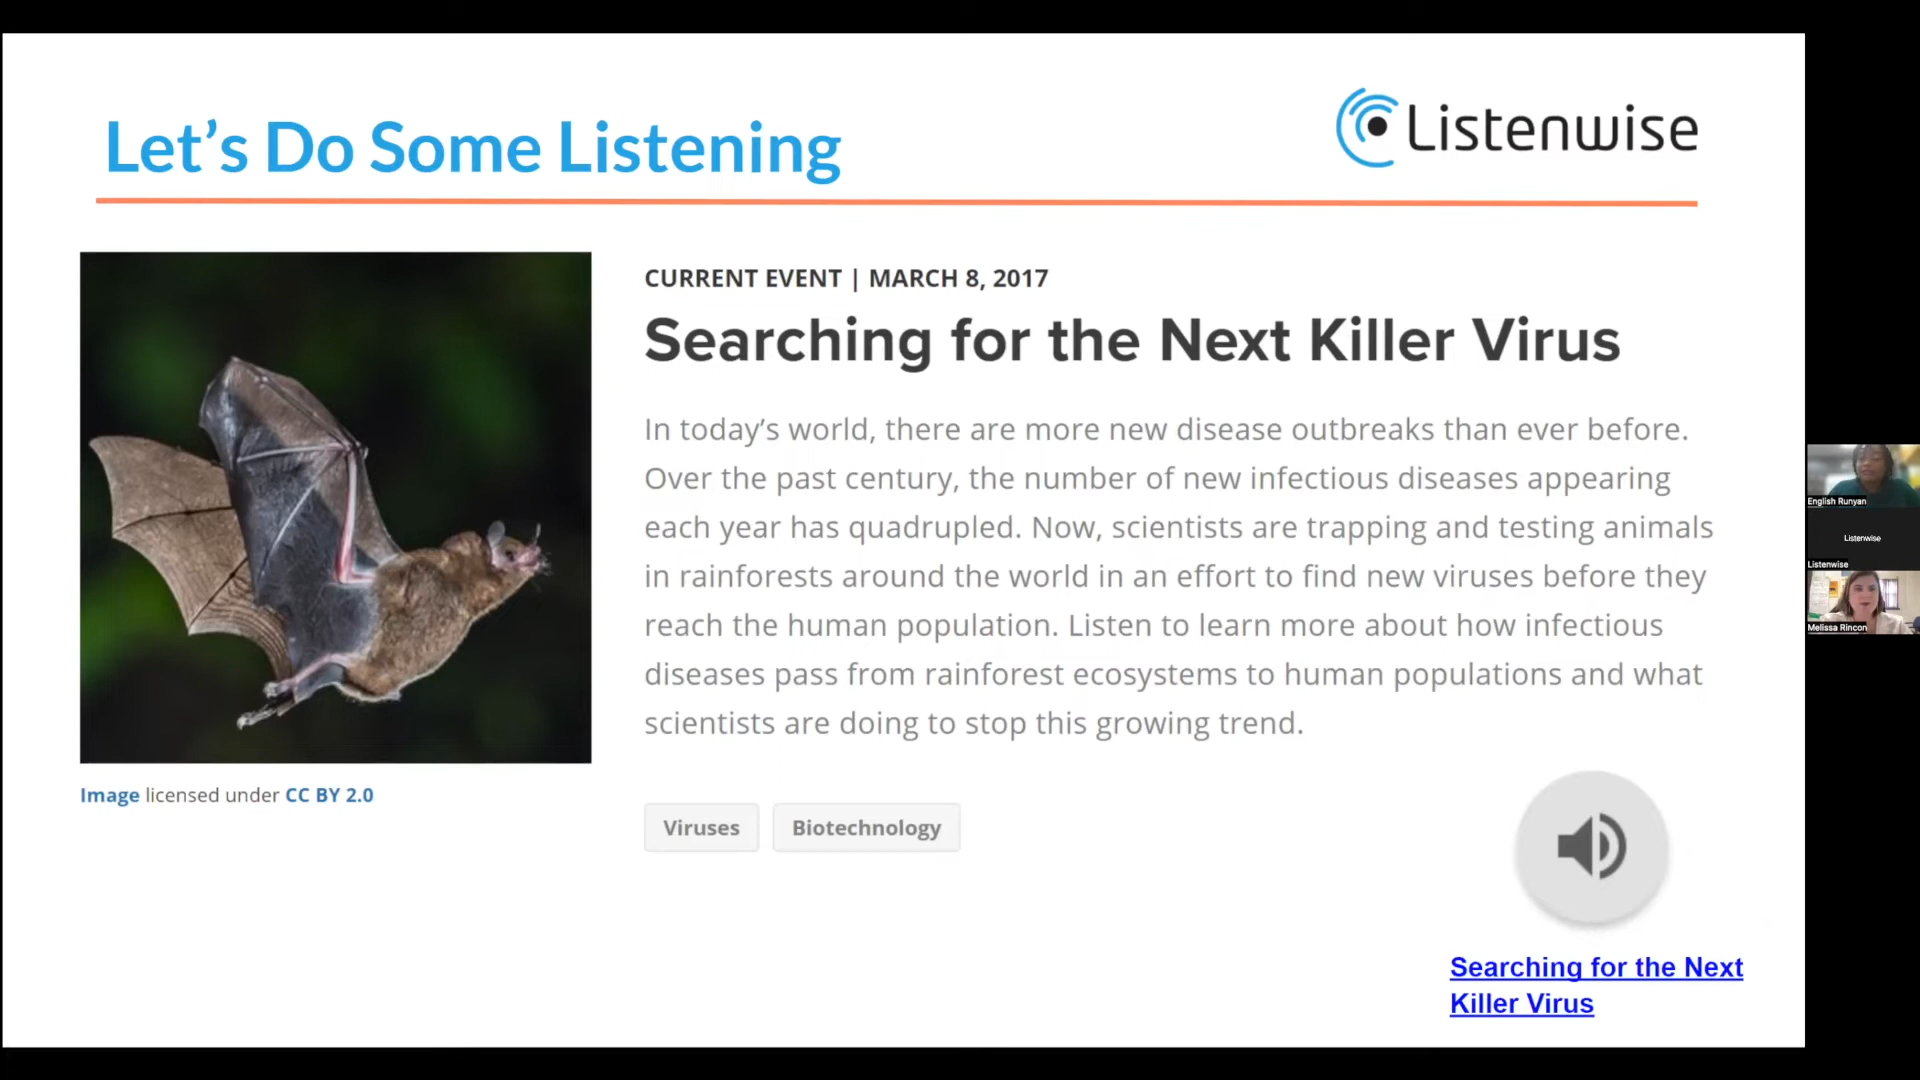 Let's Do Some Listening
Listenwise
CURRENT EVENT | MARCH 8, 2017
Searching for the Next Killer Virus
In today's world, there are more new disease outbreaks than ever before.
Over the past century, the number of new infectious diseases appearing
each year has quadrupled. Now, scientists are trapping and testing animals
in rainforests around the world in an effort to find new viruses before they
reach the human population. Listen to learn more about how infectious
diseases pass from rainforest ecosystems to human populations and what
scientists are doing to stop this growing trend.
Image licensed under CC BY 2.0
Viruses
Biotechnology
Searching for the Next
Killer Virus
English Runyan
Listenwise
Listenwise
Melissa Rincon